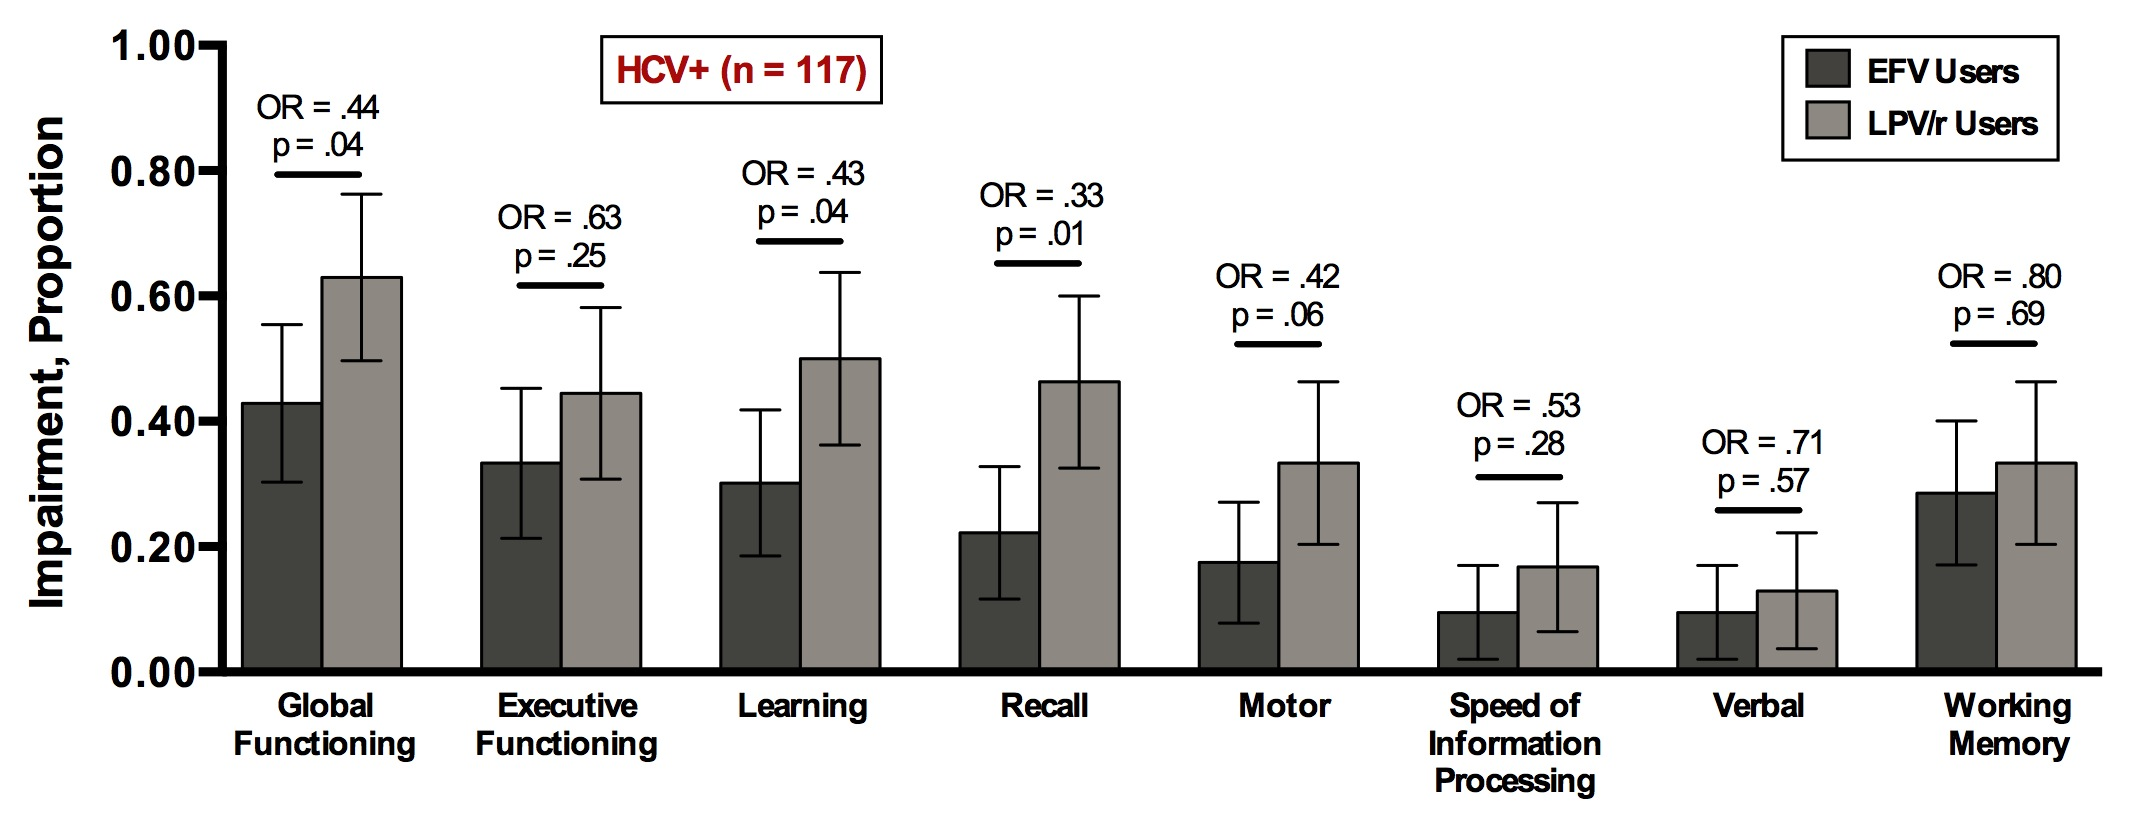 HCV+ (n = 117)
EFV Users
LPV/r Users
Impairment, Proportion
1.00
0.80
0.60
0.40
0.20
0.00
OR = .44
p = .04
OR = .63
p = .25
OR = .43
p = .04
OR = .33
p = .01
OR = .42
p = .06
OR = .53
p = .28
OR = .71
p = .57
OR = .80
p = .69
Global
Functioning
Executive
Functioning
Learning
Recall
Motor
Speed of
Information
Processing
Verbal
Working
Memory